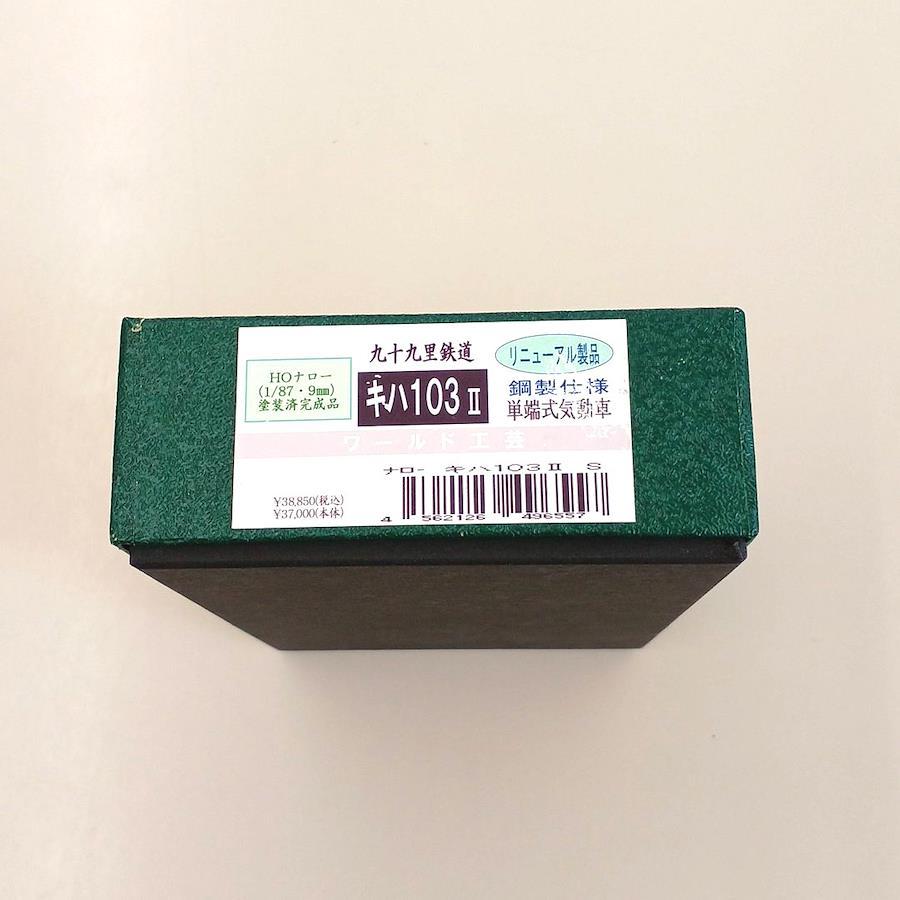 九十九里鉄道
リニューアル製品
HOナロー
(1/87・9㎜)
塗装済完成品
キハ103 II
鋼製仕様
単端式気動車
ワールド工芸
ナロー キハ103II S
¥38,850(税込)
¥37,000(本体)
4 562126 496557